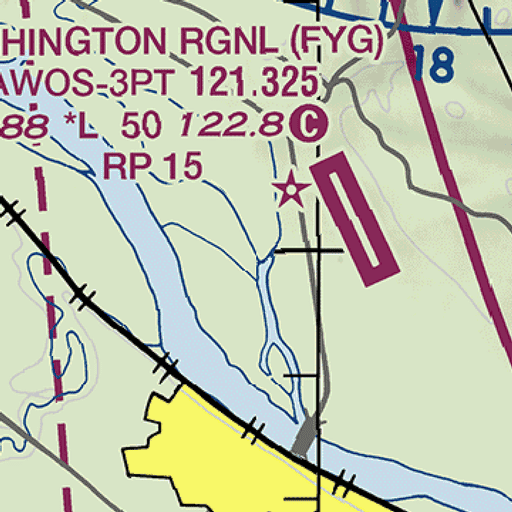 HINGTON RGNL (FYG)
AWOS-3PT 121.325
88 *L 50 122.8 C
RP 15
18